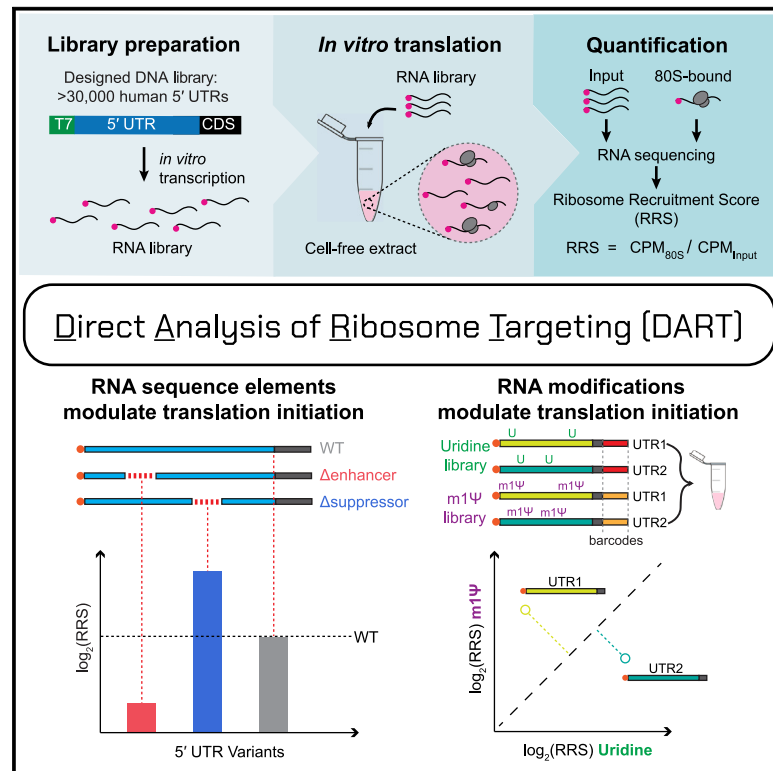 Library preparation
Designed DNA library:
>30,000 human 5′ UTRs
T7 5′ UTR CDS
in vitro
transcription
RNA library
In vitro translation
RNA library
Cell-free extract
Quantification
Input 80S-bound
RNA sequencing
Ribosome Recruitment Score
(RRS)
RRS = CPM80S / CPMInput
Direct Analysis of Ribosome Targeting (DART)
RNA sequence elements
modulate translation initiation
WT
Δenhancer
Δsuppressor
log2(RRS)
WT
5′ UTR Variants
RNA modifications
modulate translation initiation
Uridine
library
U U
UTR1
U U
UTR2
m1Ψ
library
m1Ψ m1Ψ
UTR1
m1Ψ m1Ψ
UTR2
barcodes
log2(RRS) m1Ψ
UTR1
UTR2
log2(RRS) Uridine